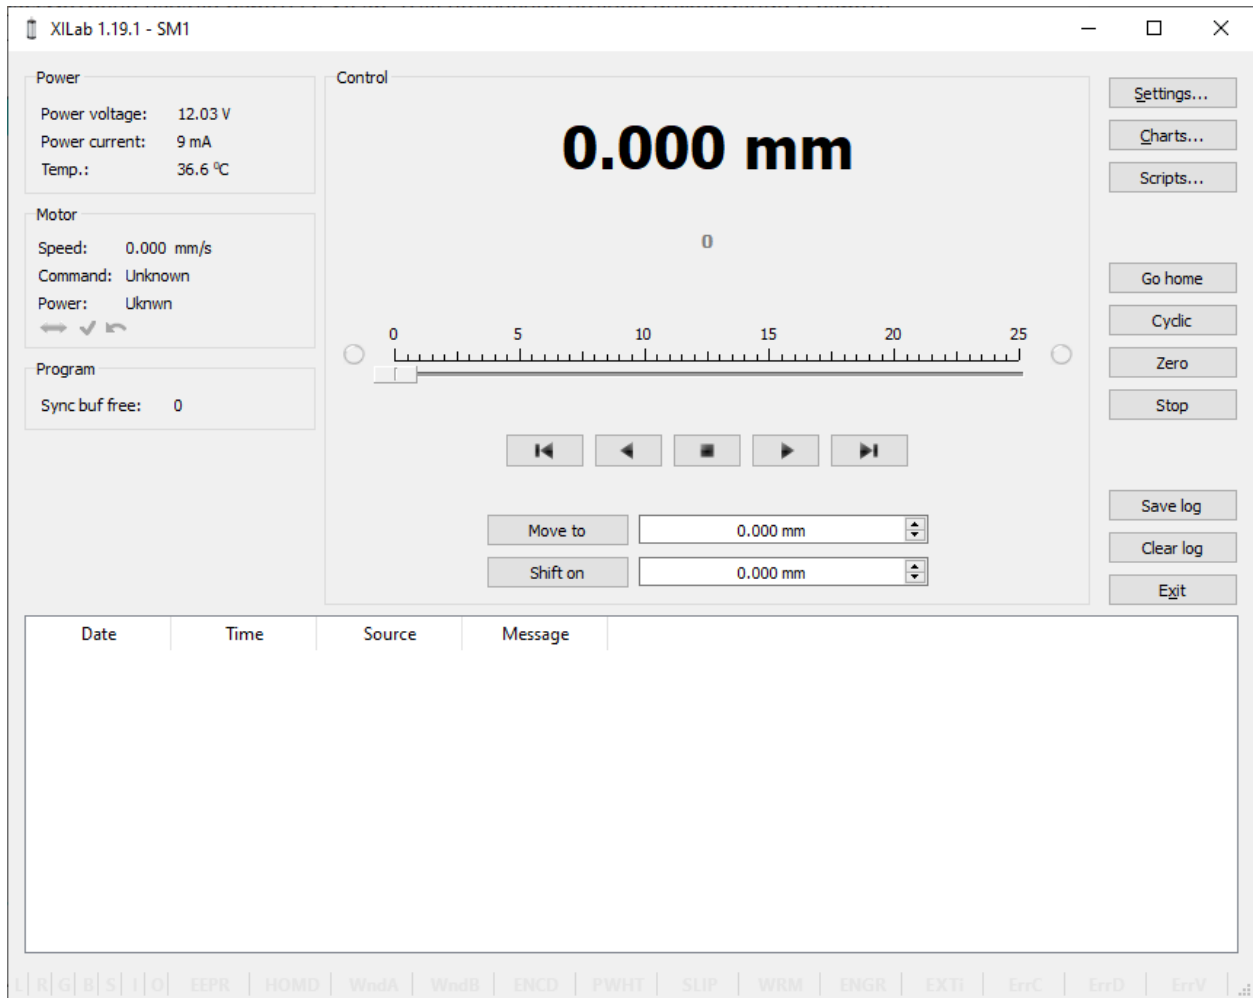 XILab 1.19.1 - SM1
Power
Power voltage: 12.03 V
Power current: 9 mA
Temp.: 36.6 ⁰C
Motor
Speed: 0.000 mm/s
Command: Unknown
Power: Uknwn
Program
Sync buf free: 0
Control
0.000 mm
0
0 5 10 15 20 25
Move to 0.000 mm
Shift on 0.000 mm
Settings...
Charts...
Scripts...
Go home
Cyclic
Zero
Stop
Save log
Clear log
Exit
Date Time Source Message
L R G B S I O EEPR HOMD WndA WndB ENCD PWHT SLIP WRM ENGR EXTi ErrC ErrD ErrV